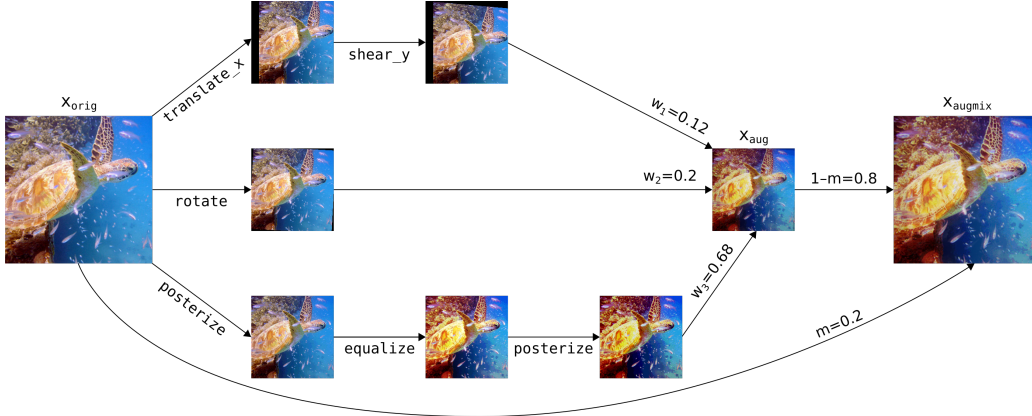 translate_x
shear_y
w₁=0.12
x_orig
x_aug
x_augmix
rotate
w₂=0.2
1–m=0.8
posterize
equalize
posterize
w₃=0.68
m=0.2